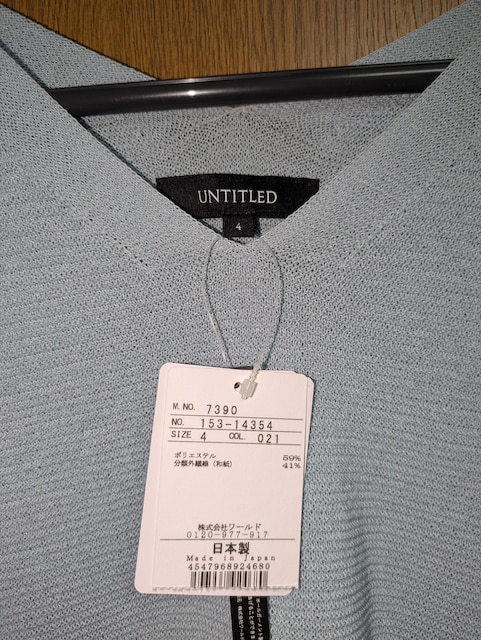 UNTITLED
4
M. NO. 7390
NO. 153-14354
SIZE 4 COL. 021
ポリエステル 59%
分類外繊維(和紙) 41%
株式会社ワールド
0120-977-917
日本製
Made in Japan
4547968924680